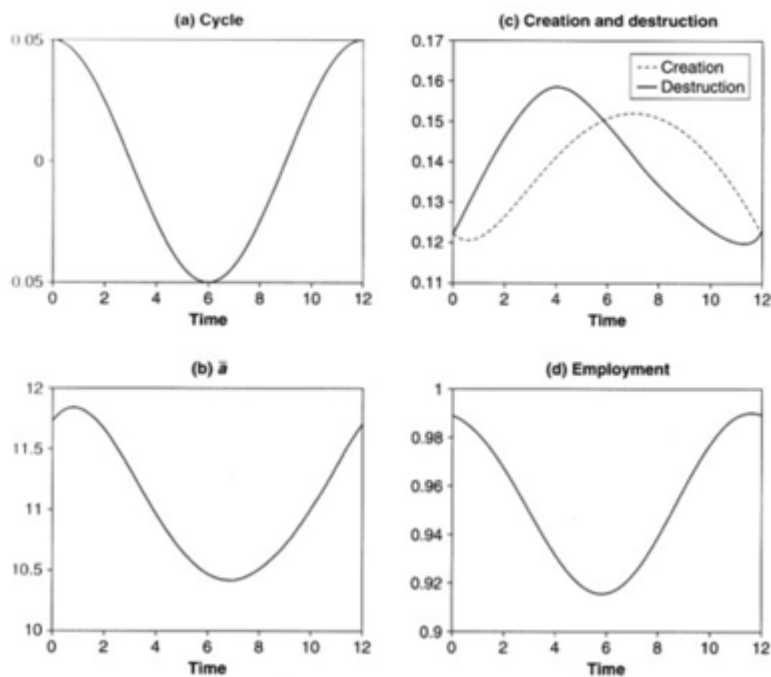 (a) Cycle
0.05
0
0.05
0 2 4 6 8 10 12
Time
(c) Creation and destruction
0.17
0.16
0.15
0.14
0.13
0.12
0.11
Creation
Destruction
0 2 4 6 8 10 12
Time
(b) a̅
12
11.5
11
10.5
10
0 2 4 6 8 10 12
Time
(d) Employment
1
0.98
0.96
0.94
0.92
0.9
0 2 4 6 8 10 12
Time